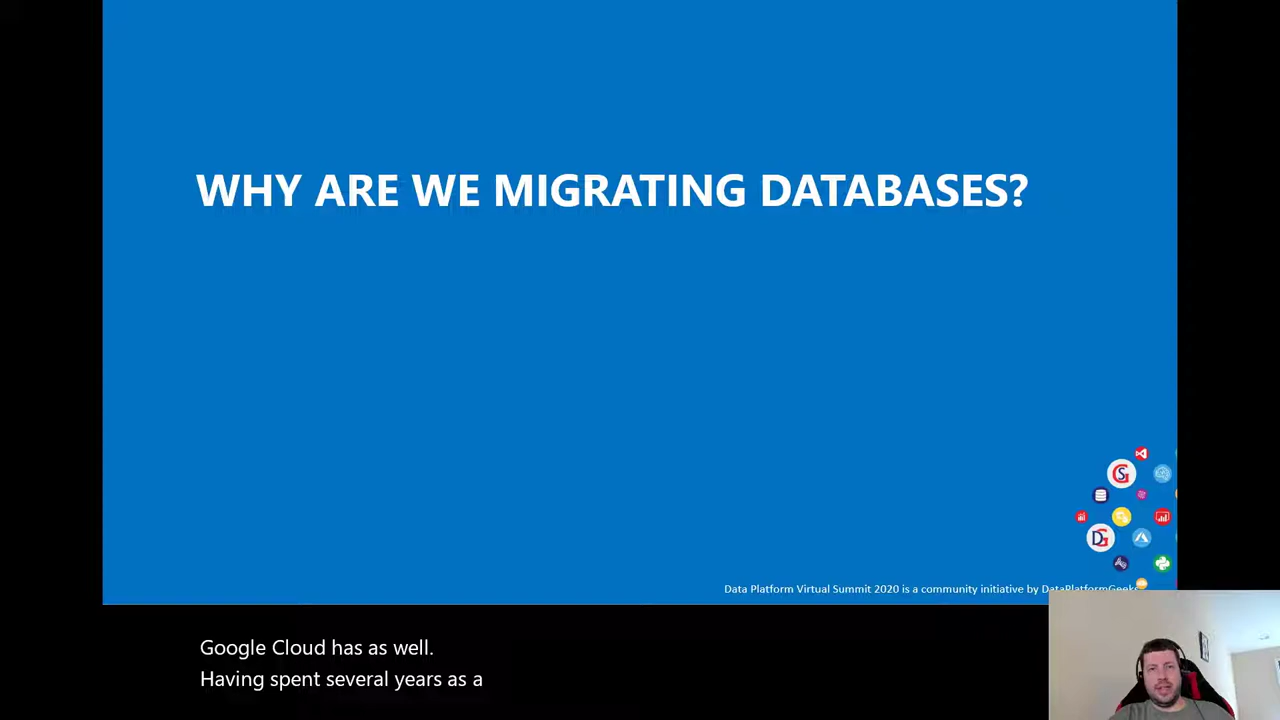 WHY ARE WE MIGRATING DATABASES?
Data Platform Virtual Summit 2020 is a community initiative by DataPlatformGeeks
Google Cloud has as well.
Having spent several years as a